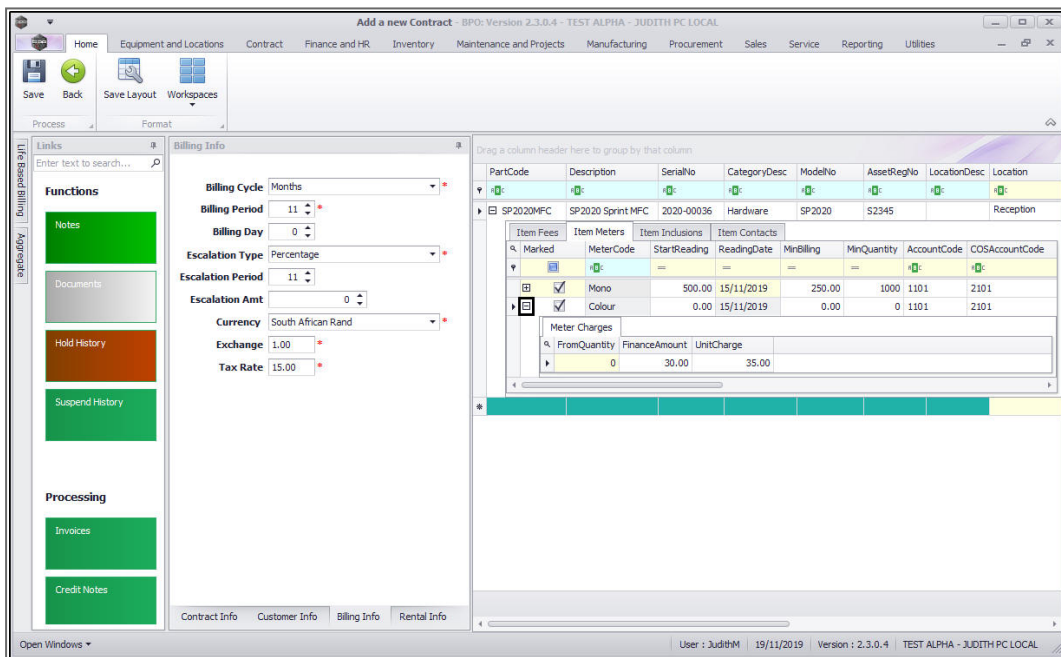 Add a new Contract - BPO: Version 2.3.0.4 - TEST ALPHA - JUDITH PC LOCAL
Home Equipment and Locations Contract Finance and HR Inventory Maintenance and Projects Manufacturing Procurement Sales Service Reporting Utilities
Save Back Save Layout Workspaces
Process Format
Life Based Billing
Aggregate
Links
Enter text to search...
Functions
Notes
Documents
Hold History
Suspend History
Processing
Invoices
Credit Notes
Billing Info
Billing Cycle Months *
Billing Period 11 *
Billing Day 0
Escalation Type Percentage *
Escalation Period 11
Escalation Amt 0
Currency South African Rand *
Exchange 1.00 *
Tax Rate 15.00 *
Contract Info Customer Info Billing Info Rental Info
Drag a column header here to group by that column
PartCode Description SerialNo CategoryDesc ModelNo AssetRegNo LocationDesc Location
SP2020MFC SP2020 Sprint MFC 2020-00036 Hardware SP2020 S2345 Reception
Item Fees Item Meters Item Inclusions Item Contacts
Marked MeterCode StartReading ReadingDate MinBilling MinQuantity AccountCode COSAccountCode
= = = =
Mono 500.00 15/11/2019 250.00 1000 1101 2101
Colour 0.00 15/11/2019 0.00 0 1101 2101
Meter Charges
FromQuantity FinanceAmount UnitCharge
0 30.00 35.00
Open Windows User : JudithM 19/11/2019 Version : 2.3.0.4 TEST ALPHA - JUDITH PC LOCAL